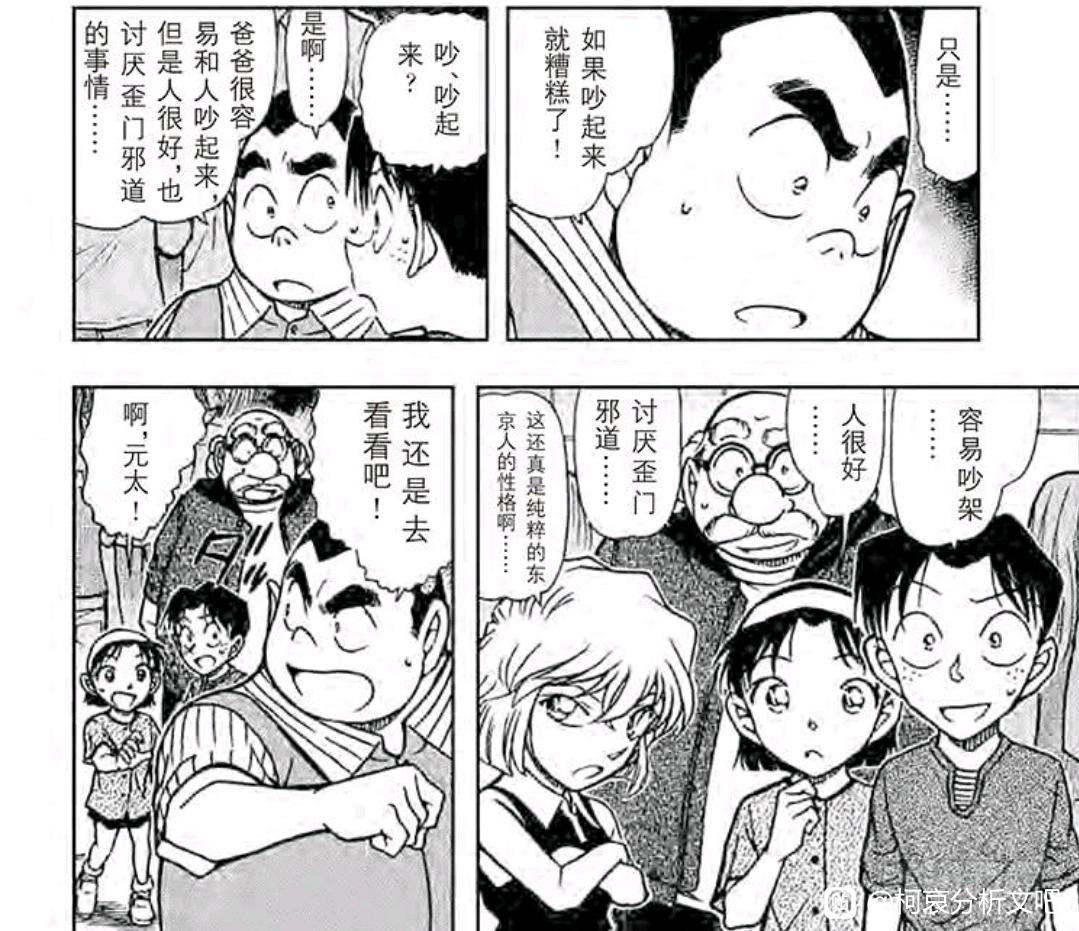 只是……
如果吵起来
就糟糕了！
吵、吵起
来？
是啊……
爸爸很容
易和人吵起来，
但是人很好，也
讨厌歪门邪道
的事情……
容易吵架
……
人很好
……
讨厌歪门
邪道……
这还真是纯粹的东
京人的性格啊……
我还是去
看看吧！
啊，元太！
@柯哀分析文吧